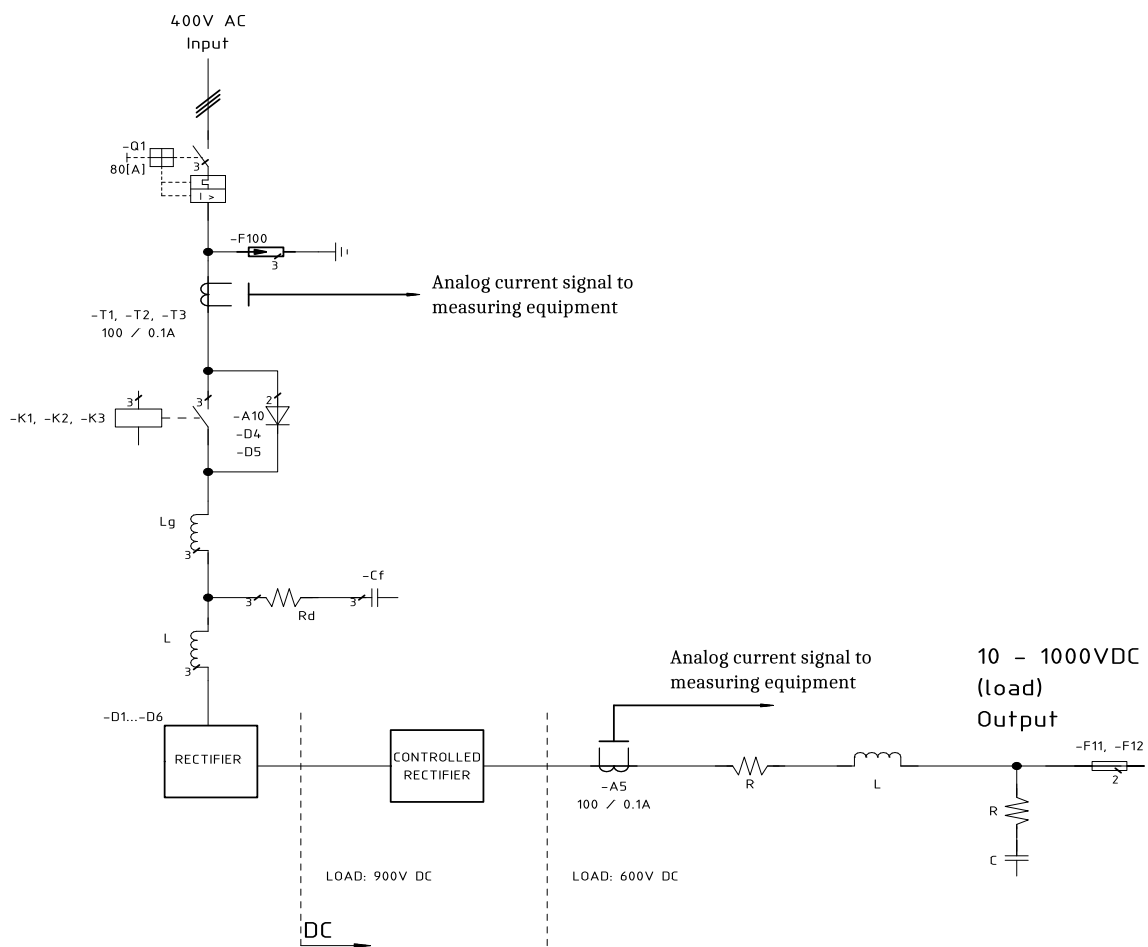 400V AC
Input
-Q1
80[A]
3
I >
-F100
3
Analog current signal to
measuring equipment
-T1, -T2, -T3
100 / 0.1A
3
3
2
-K1, -K2, -K3
-A10
-D4
-D5
Lg
3
-Cf
3
3
Rd
L
3
Analog current signal to
measuring equipment
10 - 1000VDC
(load)
Output
-D1...-D6
RECTIFIER
CONTROLLED
RECTIFIER
-F11, -F12
2
-A5
100 / 0.1A
R
L
R
C
LOAD: 900V DC
LOAD: 600V DC
DC